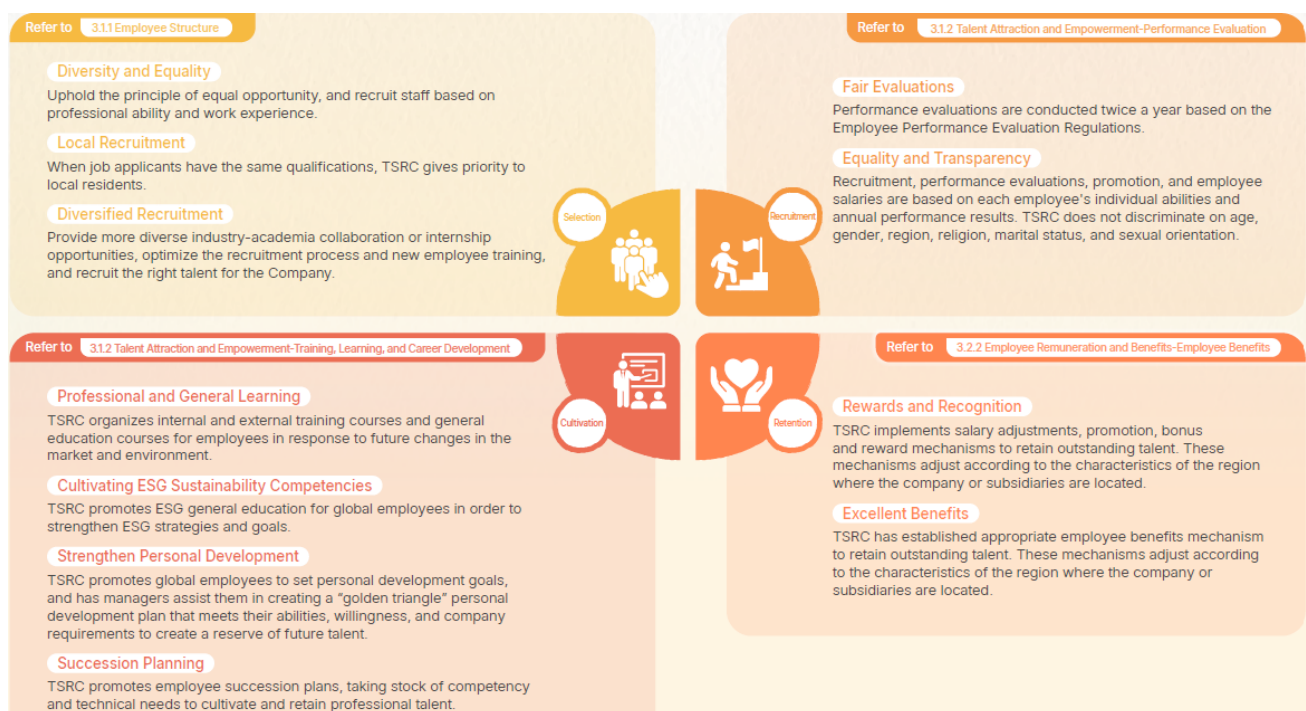 Refer to 3.1.1 Employee Structure
Diversity and Equality
Uphold the principle of equal opportunity, and recruit staff based on
professional ability and work experience.
Local Recruitment
When job applicants have the same qualifications, TSRC gives priority to
local residents.
Diversified Recruitment
Provide more diverse industry-academia collaboration or internship
opportunities, optimize the recruitment process and new employee training,
and recruit the right talent for the Company.
Selection
Refer to 3.1.2 Talent Attraction and Empowerment-Performance Evaluation
Fair Evaluations
Performance evaluations are conducted twice a year based on the
Employee Performance Evaluation Regulations.
Equality and Transparency
Recruitment, performance evaluations, promotion, and employee
salaries are based on each employee's individual abilities and
annual performance results. TSRC does not discriminate on age,
gender, region, religion, marital status, and sexual orientation.
Recruitment
Refer to 3.1.2 Talent Attraction and Empowerment-Training, Learning, and Career Development
Professional and General Learning
TSRC organizes internal and external training courses and general
education courses for employees in response to future changes in the
market and environment.
Cultivating ESG Sustainability Competencies
TSRC promotes ESG general education for global employees in order to
strengthen ESG strategies and goals.
Strengthen Personal Development
TSRC promotes global employees to set personal development goals,
and has managers assist them in creating a “golden triangle” personal
development plan that meets their abilities, willingness, and company
requirements to create a reserve of future talent.
Succession Planning
TSRC promotes employee succession plans, taking stock of competency
and technical needs to cultivate and retain professional talent.
Cultivation
Refer to 3.2.2 Employee Remuneration and Benefits-Employee Benefits
Rewards and Recognition
TSRC implements salary adjustments, promotion, bonus
and reward mechanisms to retain outstanding talent. These
mechanisms adjust according to the characteristics of the region
where the company or subsidiaries are located.
Excellent Benefits
TSRC has established appropriate employee benefits mechanism
to retain outstanding talent. These mechanisms adjust according
to the characteristics of the region where the company or
subsidiaries are located.
Retention